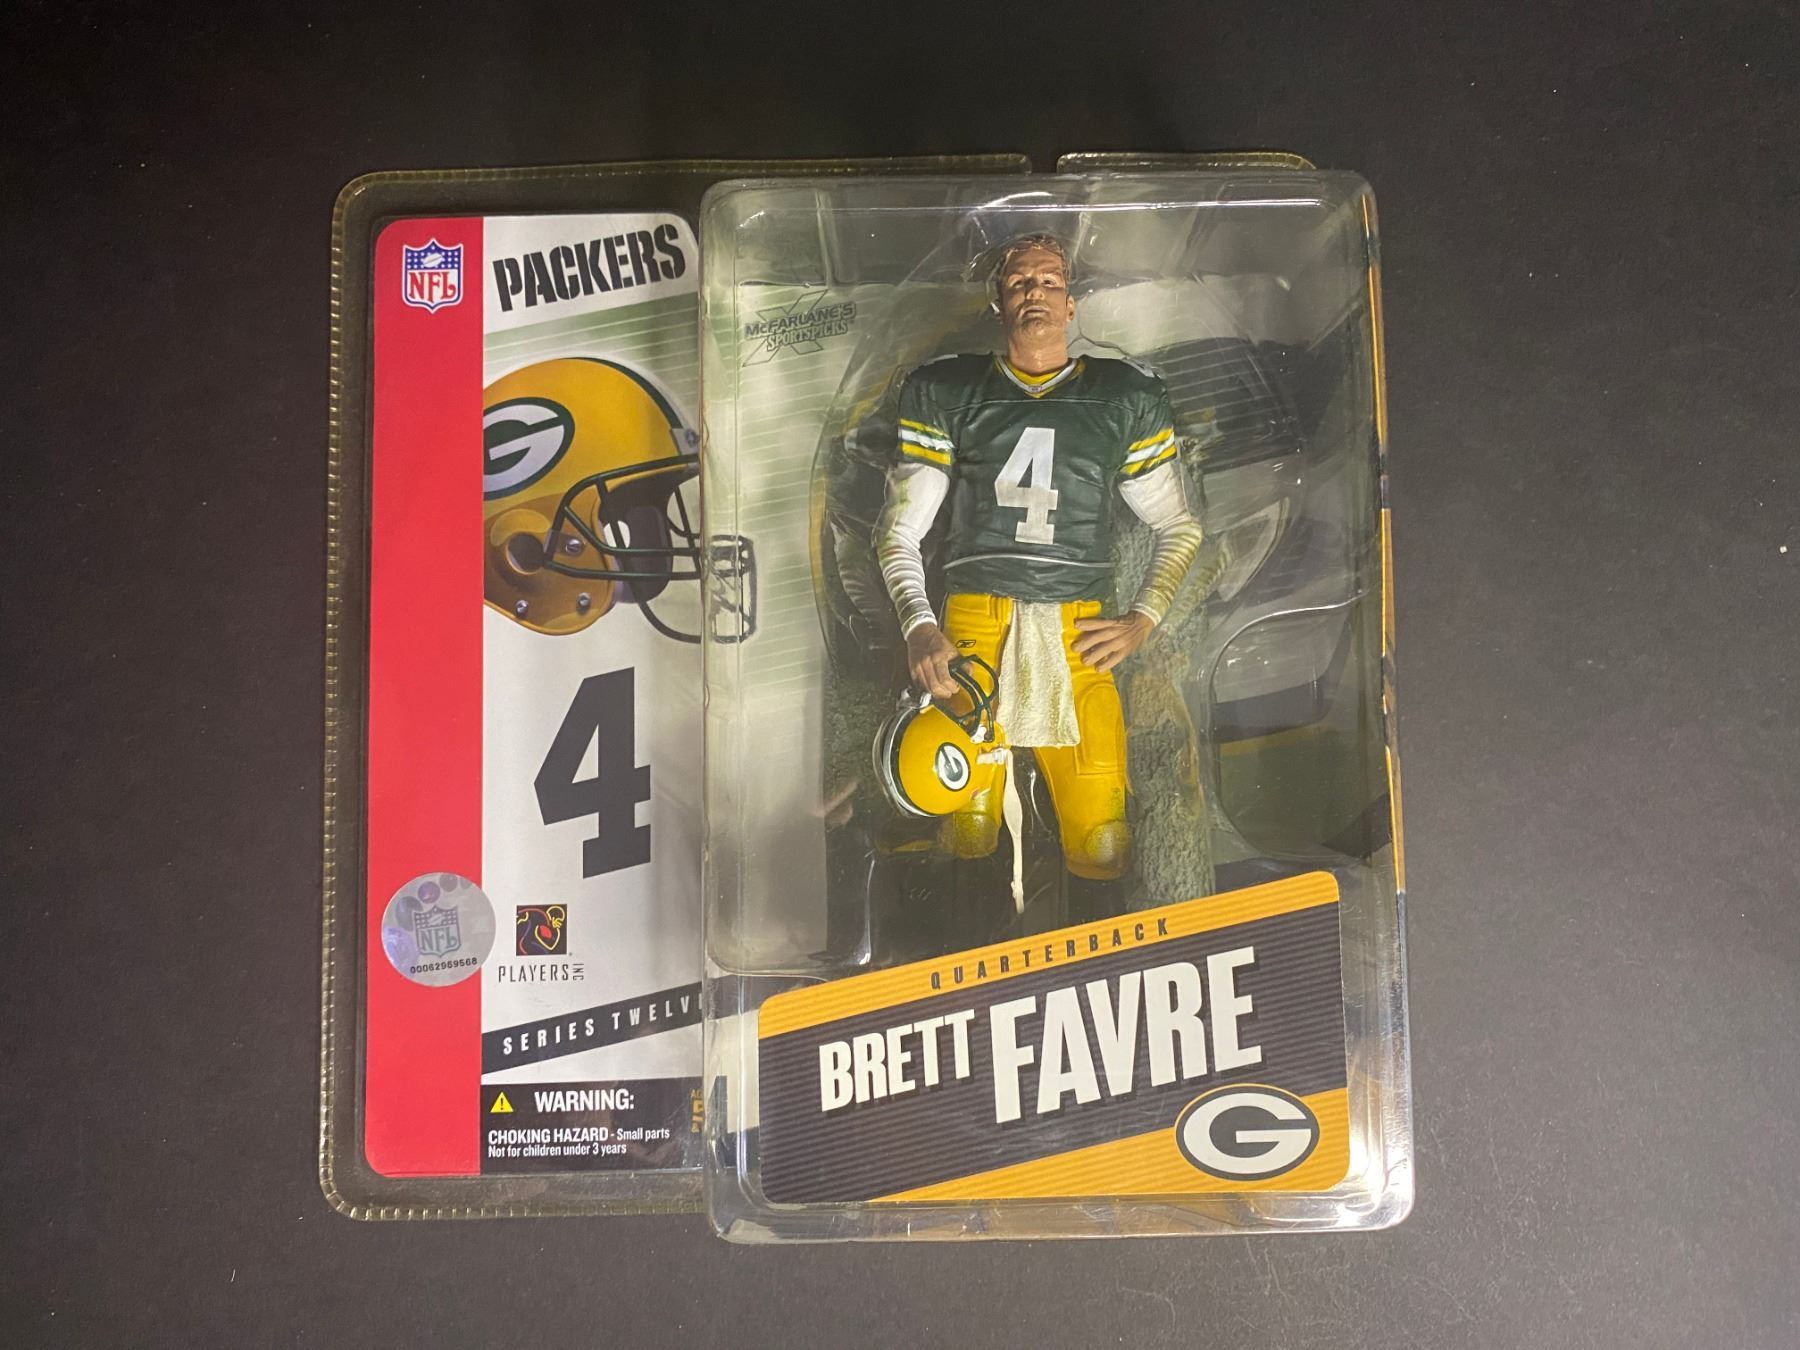 NFL
PACKERS
McFARLANE'S
SPORTSPICKS
4
G
4
G
NFL
00062969568
PLAYERS INC
SERIES TWELVE
QUARTERBACK
BRETT FAVRE
G
WARNING:
CHOKING HAZARD - Small parts
Not for children under 3 years